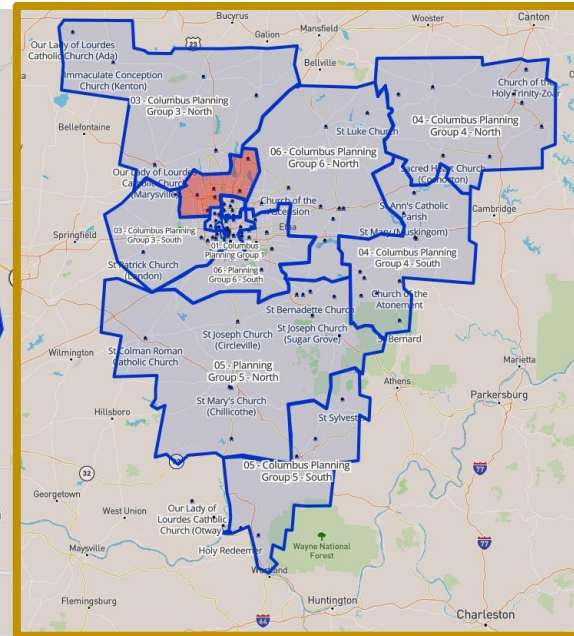 Bucyrus
Wooster
Canton
Galion
Mansfield
Our Lady of Lourdes
Catholic Church (Ada)
23
Bellville
Immaculate Conception
Church (Kenton)
03 - Columbus Planning
Group 3 - North
Church of the
Holy Trinity-Zoar
Bellefontaine
St Luke Church
04 - Columbus Planning
Group 4 - North
06 - Columbus Planning
Group 6 - North
Our Lady of Lourdes
Catholic Church
(Marysville)
Sacred Heart Church
(Coshocton)
Church of the
Ascension
St Ann's Catholic
Parish
Cambridge
Springfield
03 - Columbus Planning
Group 3 - South
Etna
St Mary (Muskingom)
01- Columbus
Planning Group 1
St Patrick Church
(London)
06 - Planning
Group 6 - South
04 - Columbus Planning
Group 4 - South
St Bernadette Church
Church of the
Atonement
St Joseph Church
(Circleville)
St Joseph Church
(Sugar Grove)
St Bernard
Wilmington
St Colman Roman
Catholic Church
Marietta
05 - Planning
Group 5 - North
Athens
Parkersburg
Hillsboro
St Mary's Church
(Chillicothe)
St Sylvester
05 - Columbus Planning
Group 5 - South
32
77
Georgetown
West Union
Our Lady of
Lourdes Catholic
Church (Otway)
77
Maysville
Holy Redeemer
Wayne National
Forest
Wurtland
Flemingsburg
Huntington
64
Charleston